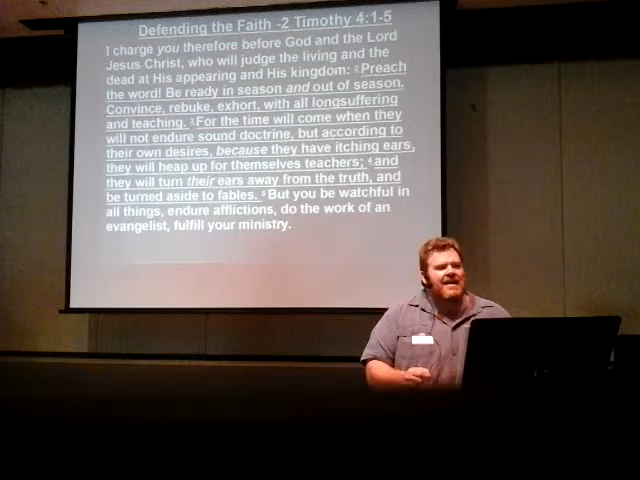 Defending the Faith -2 Timothy 4:1-5
I charge you therefore before God and the Lord
Jesus Christ, who will judge the living and the
dead at His appearing and His kingdom: 2 Preach
the word! Be ready in season and out of season.
Convince, rebuke, exhort, with all longsuffering
and teaching. 3 For the time will come when they
will not endure sound doctrine, but according to
their own desires, because they have itching ears,
they will heap up for themselves teachers; 4 and
they will turn their ears away from the truth, and
be turned aside to fables. 5 But you be watchful in
all things, endure afflictions, do the work of an
evangelist, fulfill your ministry.